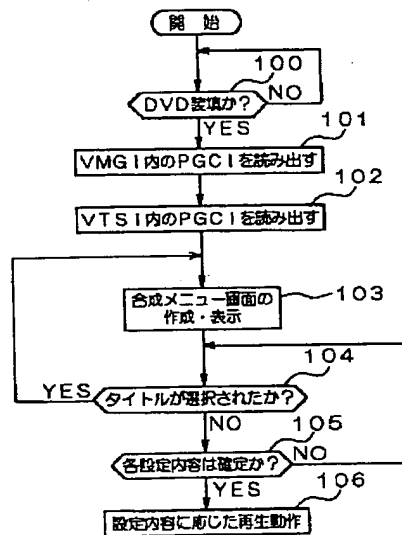 開 始
100
DVD装填か?
NO
YES
101
VMGI内のPGCIを読み出す
102
VTSI内のPGCIを読み出す
合成メニュー画面の
作成・表示
103
104
YES
タイトルが選択されたか?
NO
105
各設定内容は確定か?
NO
YES
106
設定内容に応じた再生動作